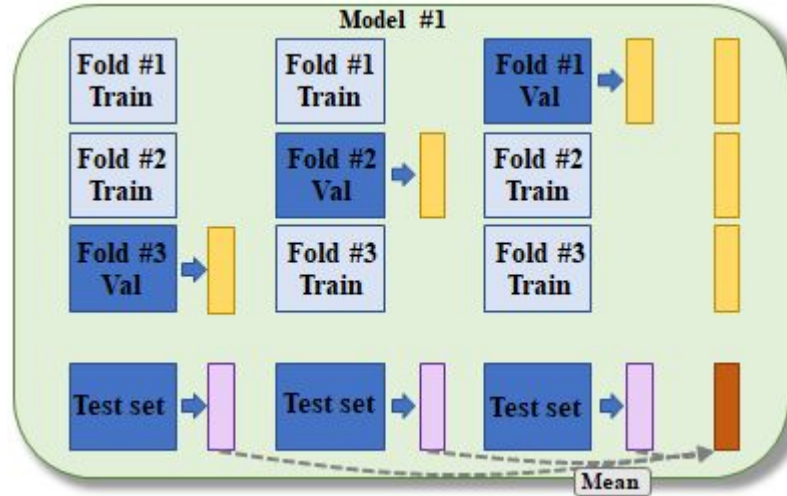 Model #1
Fold #1
Train
Fold #1
Train
Fold #1
Val
Fold #2
Train
Fold #2
Val
Fold #2
Train
Fold #3
Val
Fold #3
Train
Fold #3
Train
Test set
Test set
Test set
Mean